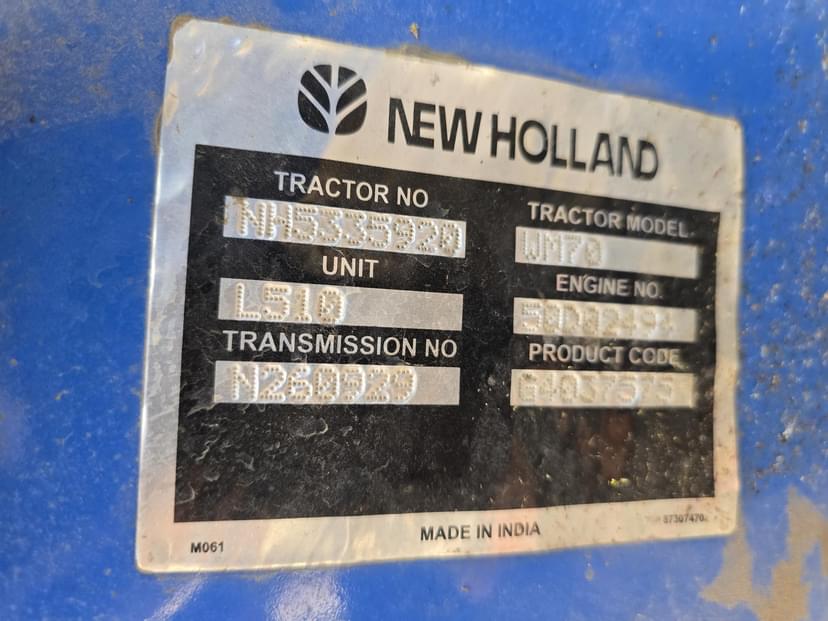 NEW HOLLAND
TRACTOR NO
NH5335920
TRACTOR MODEL
WM70
UNIT
L510
ENGINE NO.
TRANSMISSION NO
N260929
PRODUCT CODE
G4037575
MADE IN INDIA
M061